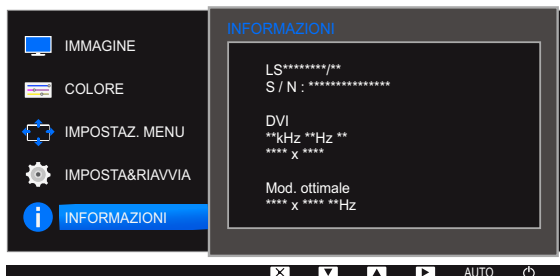 IMMAGINE
COLORE
IMPOSTAZ. MENU
IMPOSTA&RIAVVIA
INFORMAZIONI
INFORMAZIONI
LS********/**
S / N : ***************
DVI
**kHz **Hz **
**** x ****
Mod. ottimale
**** x **** **Hz
AUTO